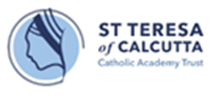 ST TERESA
of CALCUTTA
Catholic Academy Trust